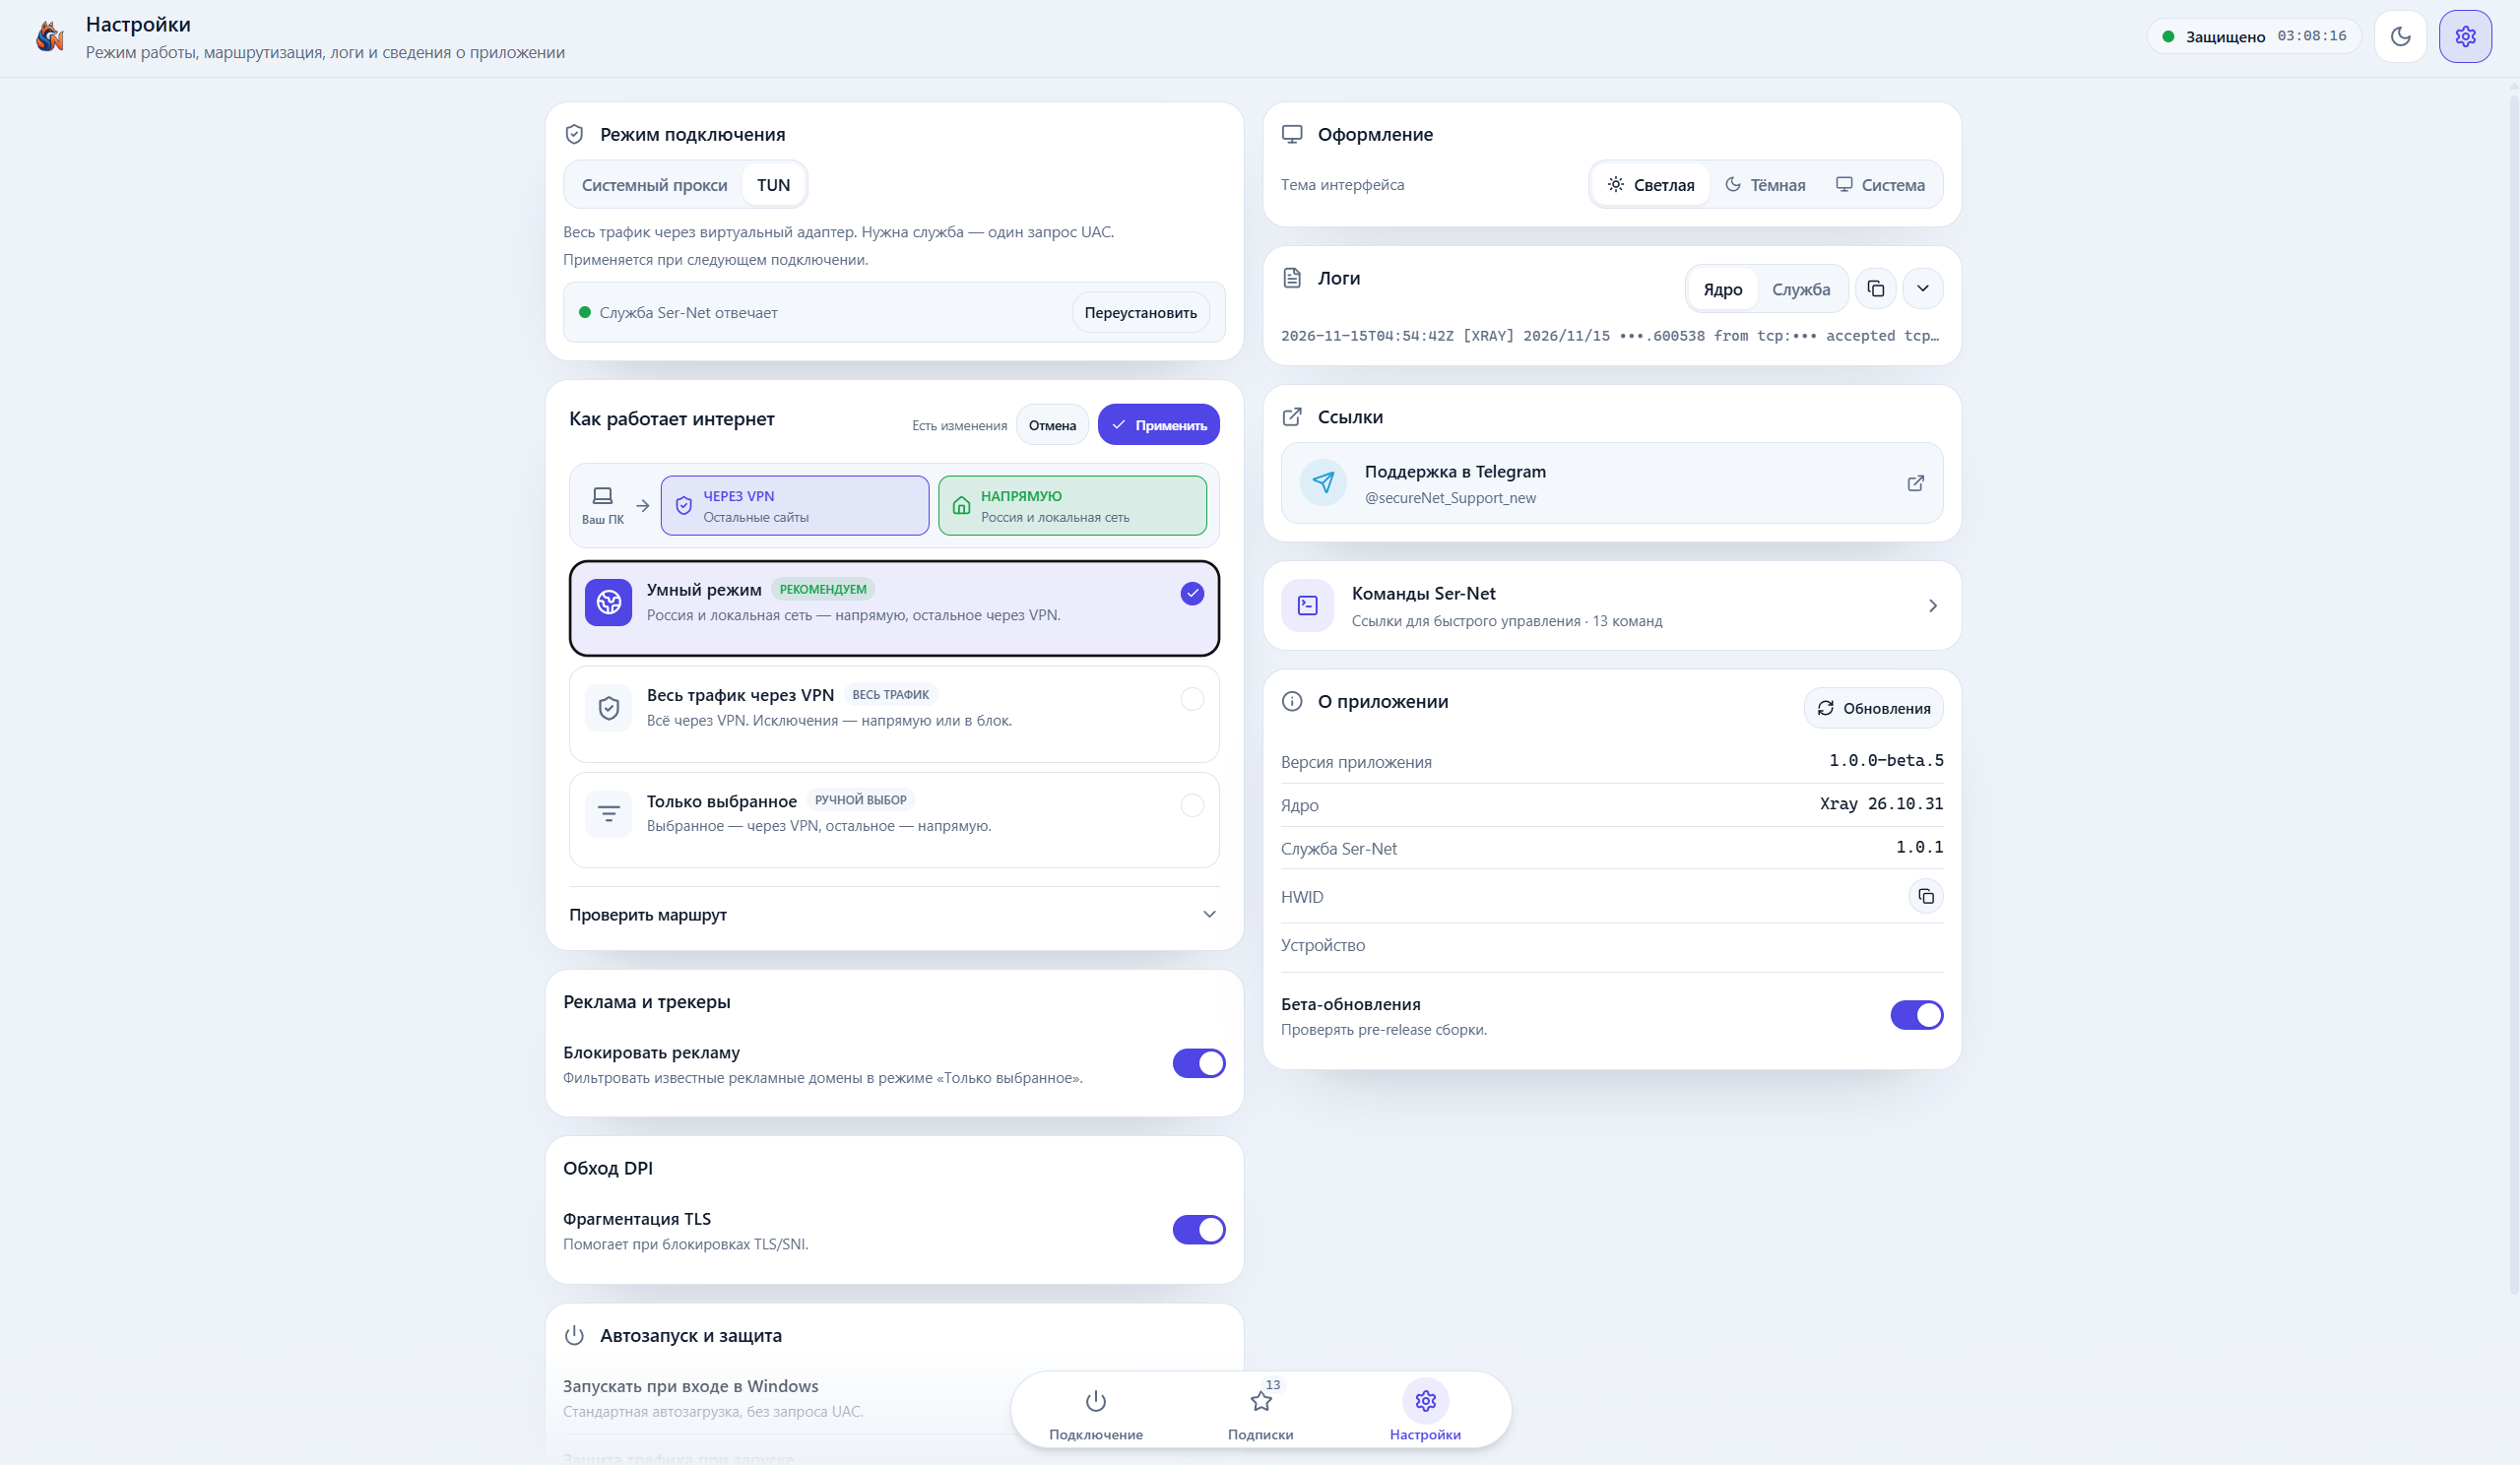 Настройки
Режим работы, маршрутизация, логи и сведения о приложении
Защищено 03:08:16
Режим подключения
Системный прокси TUN
Весь трафик через виртуальный адаптер. Нужна служба — один запрос UAC.
Применяется при следующем подключении.
Служба Ser-Net отвечает Переустановить
Как работает интернет
Есть изменения Отмена Применить
Ваш ПК
ЧЕРЕЗ VPN
Остальные сайты
НАПРЯМУЮ
Россия и локальная сеть
Умный режим РЕКОМЕНДУЕМ
Россия и локальная сеть — напрямую, остальное через VPN.
Весь трафик через VPN ВЕСЬ ТРАФИК
Всё через VPN. Исключения — напрямую или в блок.
Только выбранное РУЧНОЙ ВЫБОР
Выбранное — через VPN, остальное — напрямую.
Проверить маршрут
Реклама и трекеры
Блокировать рекламу
Фильтровать известные рекламные домены в режиме «Только выбранное».
Обход DPI
Фрагментация TLS
Помогает при блокировках TLS/SNI.
Автозапуск и защита
Запускать при входе в Windows
Стандартная автозагрузка, без запроса UAC.
Защита трафика при запуске
Оформление
Тема интерфейса Светлая Тёмная Система
Логи
Ядро Служба
2026-11-15T04:54:42Z [XRAY] 2026/11/15 •••.600538 from tcp:••• accepted tcp…
Ссылки
Поддержка в Telegram
@secureNet_Support_new
Команды Ser-Net
Ссылки для быстрого управления · 13 команд
О приложении Обновления
Версия приложения 1.0.0-beta.5
Ядро Xray 26.10.31
Служба Ser-Net 1.0.1
HWID
Устройство
Бета-обновления
Проверять pre-release сборки.
13
Подключение Подписки Настройки